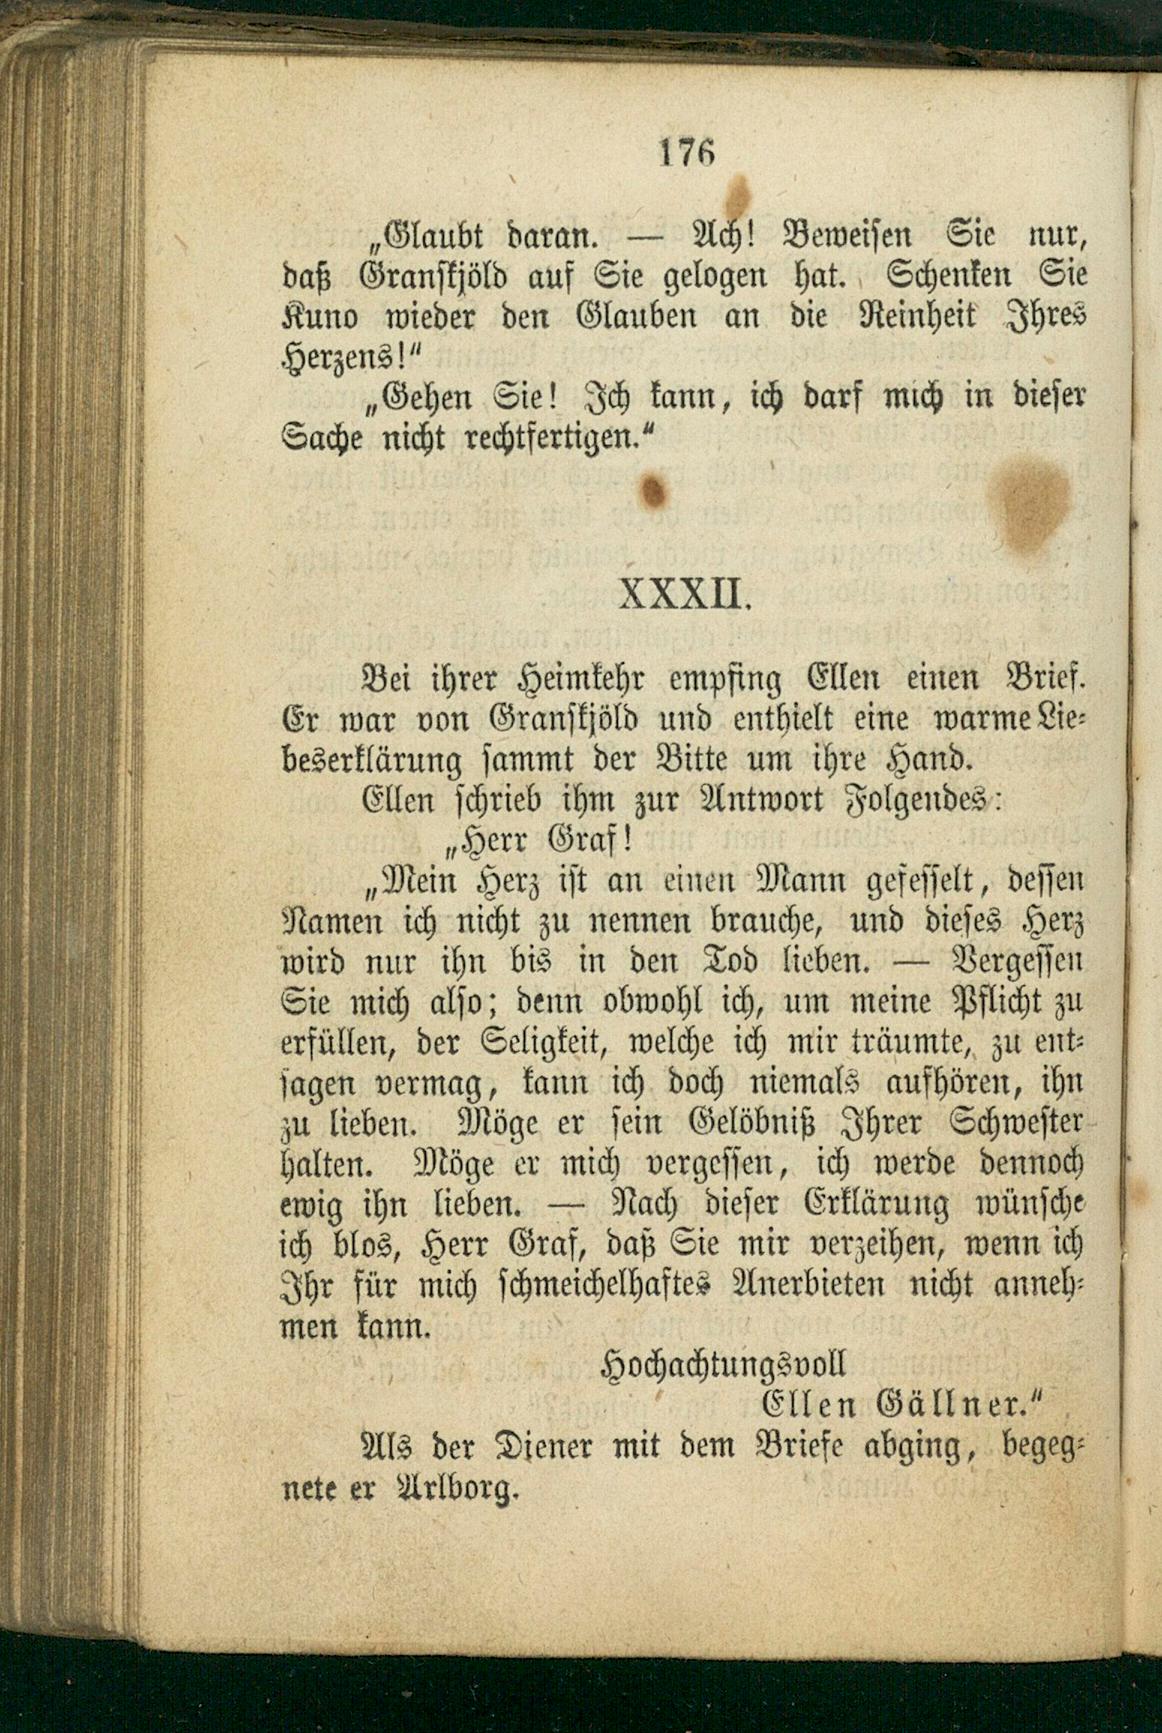 176
„Glaubt daran. — Ach! Beweisen Sie nur,
daß Granskjöld auf Sie gelogen hat. Schenken Sie
Kuno wieder den Glauben an die Reinheit Ihres
Herzens!“
„Gehen Sie! Ich kann, ich darf mich in dieser
Sache nicht rechtfertigen.“
XXXII.
Bei ihrer Heimkehr empfing Ellen einen Brief.
Er war von Granskjöld und enthielt eine warme Lie-
beserklärung sammt der Bitte um ihre Hand.
Ellen schrieb ihm zur Antwort Folgendes:
„Herr Graf!
„Mein Herz ist an einen Mann gefesselt, dessen
Namen ich nicht zu nennen brauche, und dieses Herz
wird nur ihn bis in den Tod lieben. — Vergessen
Sie mich also; denn obwohl ich, um meine Pflicht zu
erfüllen, der Seligkeit, welche ich mir träumte, zu ent-
sagen vermag, kann ich doch niemals aufhören, ihn
zu lieben. Möge er sein Gelöbniß Ihrer Schwester
halten. Möge er mich vergessen, ich werde dennoch
ewig ihn lieben. — Nach dieser Erklärung wünsche
ich blos, Herr Graf, daß Sie mir verzeihen, wenn ich
Ihr für mich schmeichelhaftes Anerbieten nicht anneh-
men kann.
Hochachtungsvoll
Ellen Gällner.“
Als der Diener mit dem Briefe abging, begeg-
nete er Arlborg.